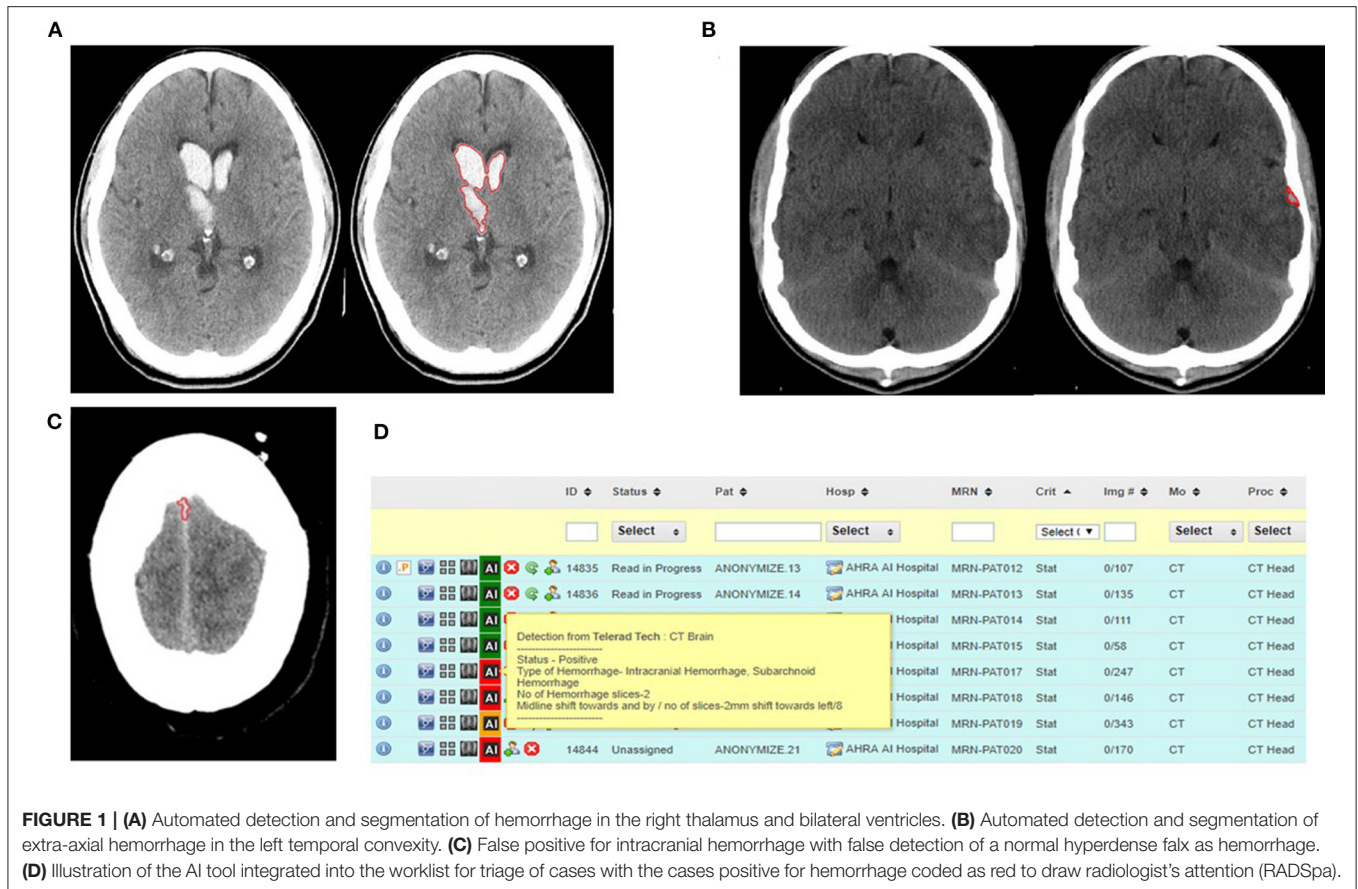 A
B
C
D
ID Status Pat Hosp MRN Crit Img # Mo Proc
Select Select Select ( Select Select
.P AI 14835 Read in Progress ANONYMIZE.13 AHRA AI Hospital MRN-PAT012 Stat 0/107 CT CT Head
AI 14836 Read in Progress ANONYMIZE.14 AHRA AI Hospital MRN-PAT013 Stat 0/135 CT CT Head
AI Hospital MRN-PAT014 Stat 0/111 CT CT Head
AI Hospital MRN-PAT015 Stat 0/58 CT CT Head
AI Hospital MRN-PAT017 Stat 0/247 CT CT Head
AI Hospital MRN-PAT018 Stat 0/146 CT CT Head
AI Hospital MRN-PAT019 Stat 0/343 CT CT Head
AI 14844 Unassigned ANONYMIZE.21 AHRA AI Hospital MRN-PAT020 Stat 0/170 CT CT Head
Detection from Telerad Tech : CT Brain
----------------------
Status - Positive
Type of Hemorrhage- Intracranial Hemorrhage, Subarchnoid
Hemorrhage
No of Hemorrhage slices-2
Midline shift towards and by / no of slices-2mm shift towards left/8
----------------------
FIGURE 1 | (A) Automated detection and segmentation of hemorrhage in the right thalamus and bilateral ventricles. (B) Automated detection and segmentation of
extra-axial hemorrhage in the left temporal convexity. (C) False positive for intracranial hemorrhage with false detection of a normal hyperdense falx as hemorrhage.
(D) Illustration of the AI tool integrated into the worklist for triage of cases with the cases positive for hemorrhage coded as red to draw radiologist's attention (RADSpa).